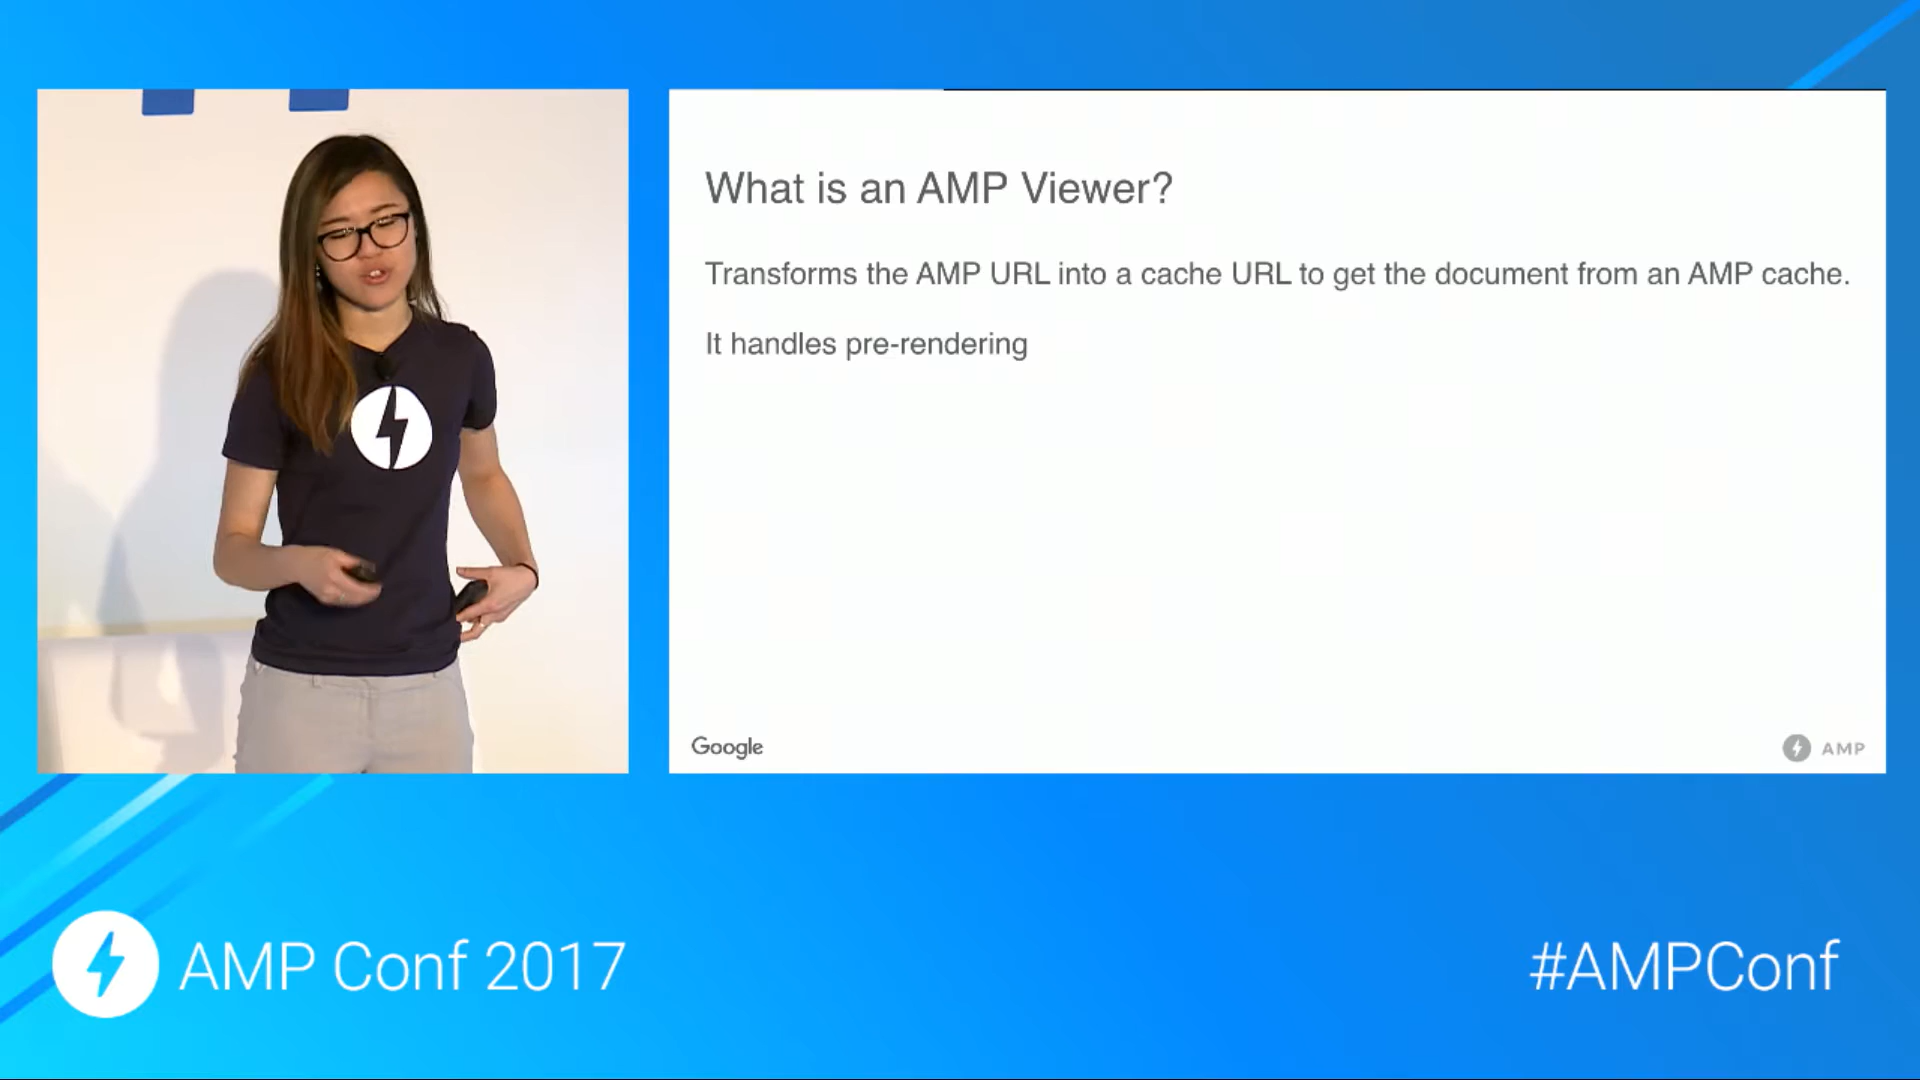 What is an AMP Viewer?
Transforms the AMP URL into a cache URL to get the document from an AMP cache.
It handles pre-rendering
Google
AMP
AMP Conf 2017
#AMPConf